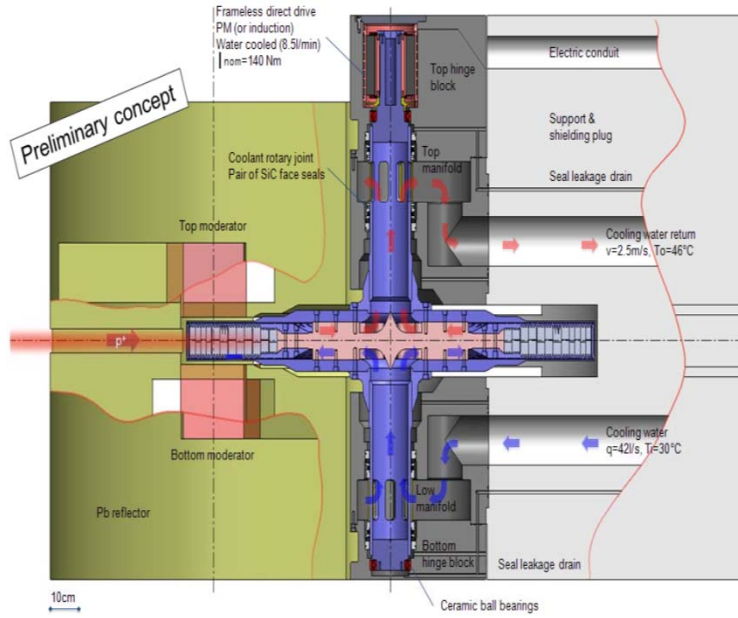 Frameless direct drive
PM (or induction)
Water cooled (8.5l/min)
Γnom=140 Nm
Top hinge
block
Electric conduit
Preliminary concept
Support &
shielding plug
Coolant rotary joint
Pair of SiC face seals
Top
manifold
Seal leakage drain
Top moderator
Cooling water return
v=2.5m/s, To=46°C
p+
Bottom moderator
Cooling water
q=42l/s, Ti=30°C
Pb reflector
Low
manifold
Bottom
hinge block
Seal leakage drain
10cm
Ceramic ball bearings